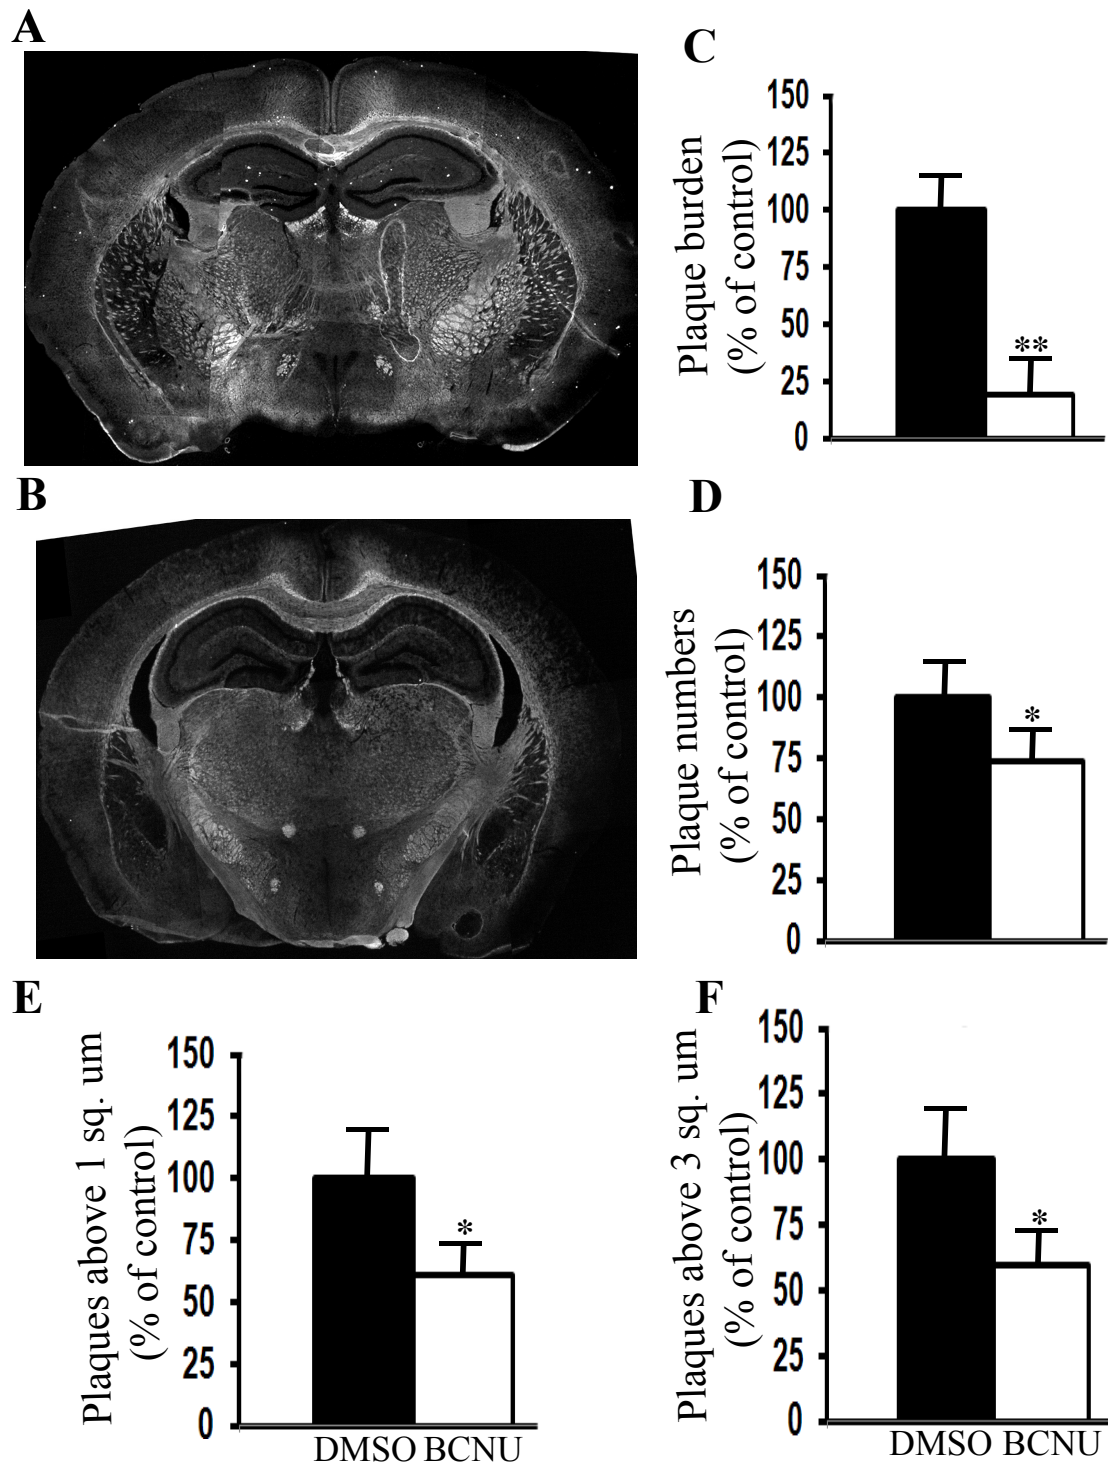 A
B
C
Plaque burden
(% of control)
150
125
100
75
50
25
0
**
D
Plaque numbers
(% of control)
150
125
100
75
50
25
0
*
E
Plaques above 1 sq. um
(% of control)
150
125
100
75
50
25
0
*
DMSO BCNU
F
Plaques above 3 sq. um
(% of control)
150
125
100
75
50
25
0
*
DMSO BCNU